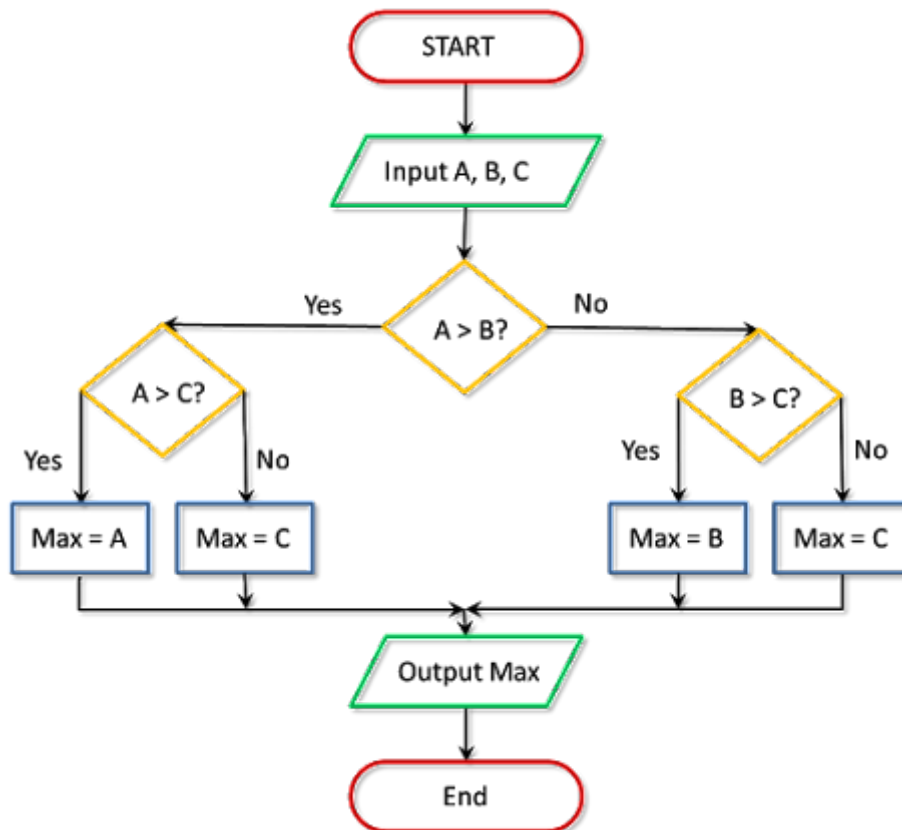 START
Input A, B, C
Yes
A > B?
No
A > C?
B > C?
Yes
No
Yes
No
Max = A
Max = C
Max = B
Max = C
Output Max
End